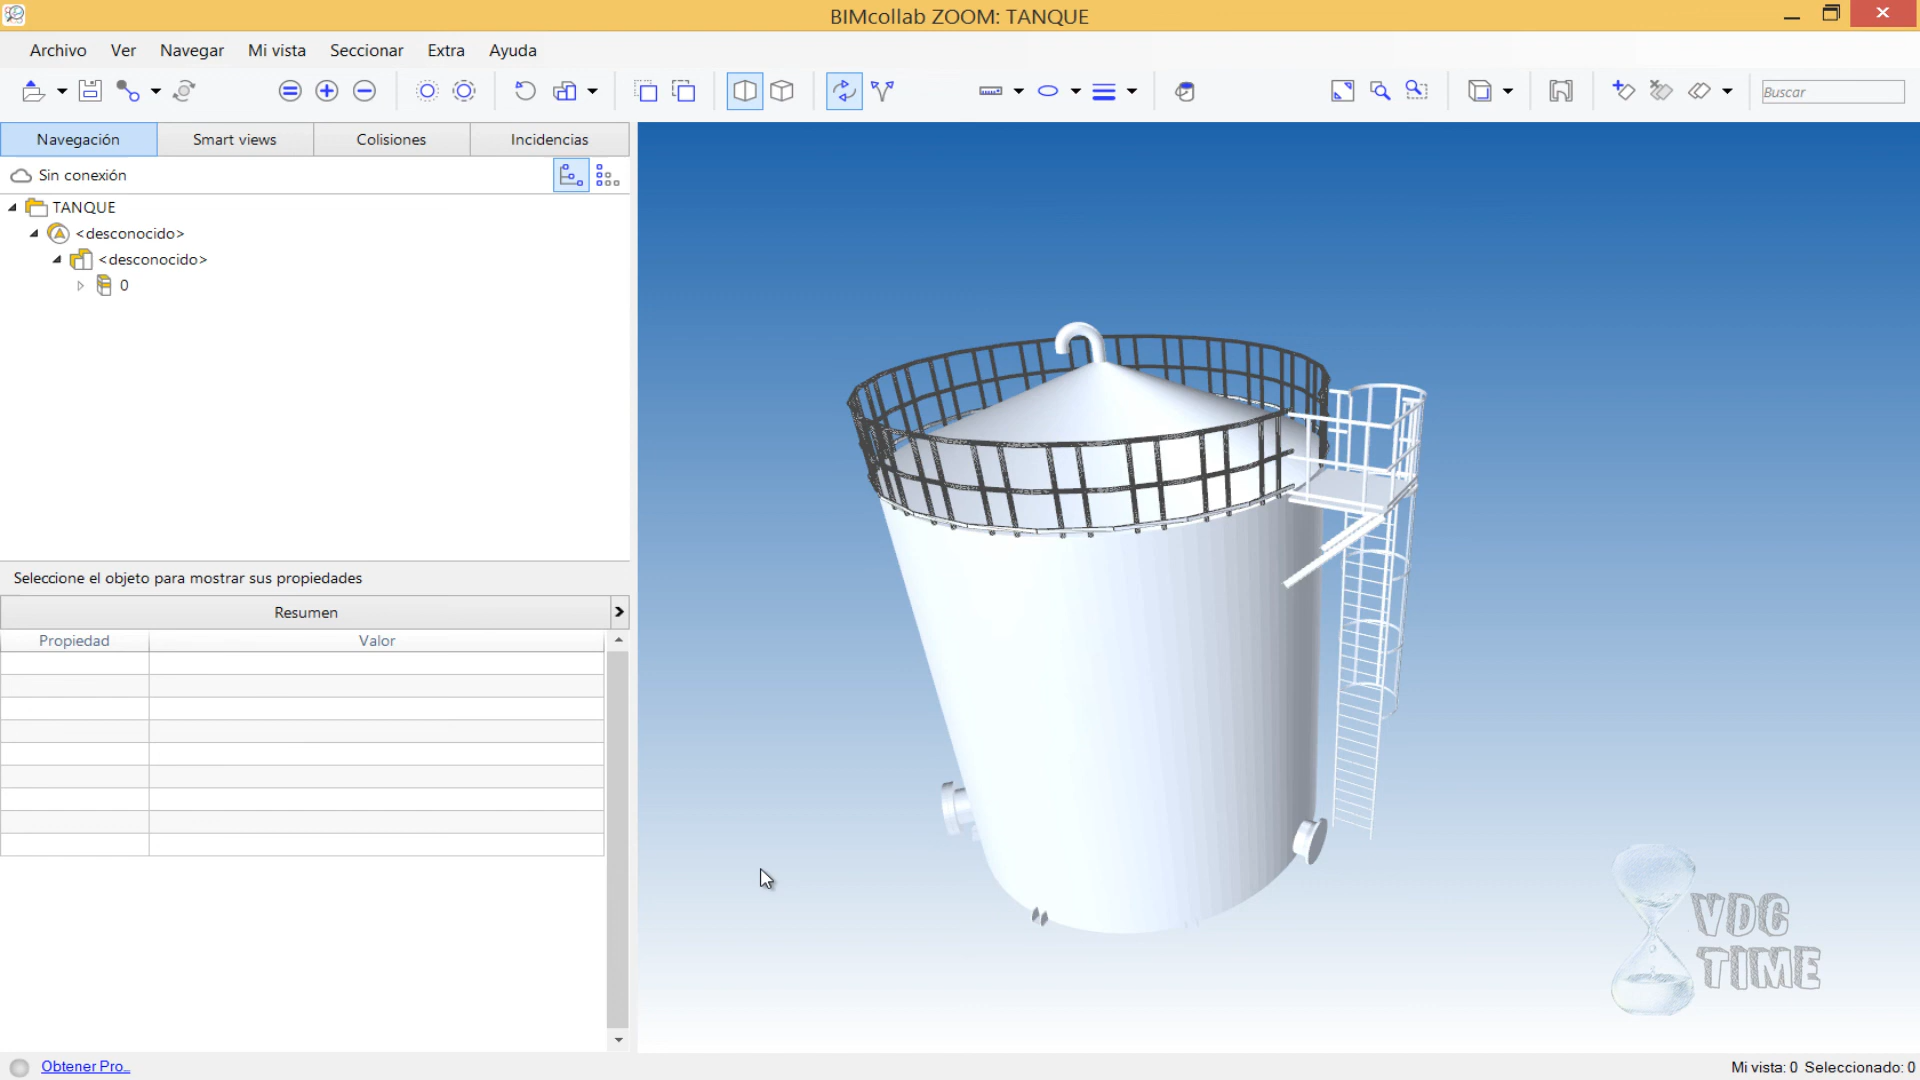 BIMcollab ZOOM: TANQUE
Archivo Ver Navegar Mi vista Seccionar Extra Ayuda
Buscar
Navegación Smart views Colisiones Incidencias
Sin conexión
TANQUE
<desconocido>
<desconocido>
0
Seleccione el objeto para mostrar sus propiedades
Resumen >
Propiedad Valor
VDC
TIME
Obtener Pro...
Mi vista: 0 Seleccionado: 0